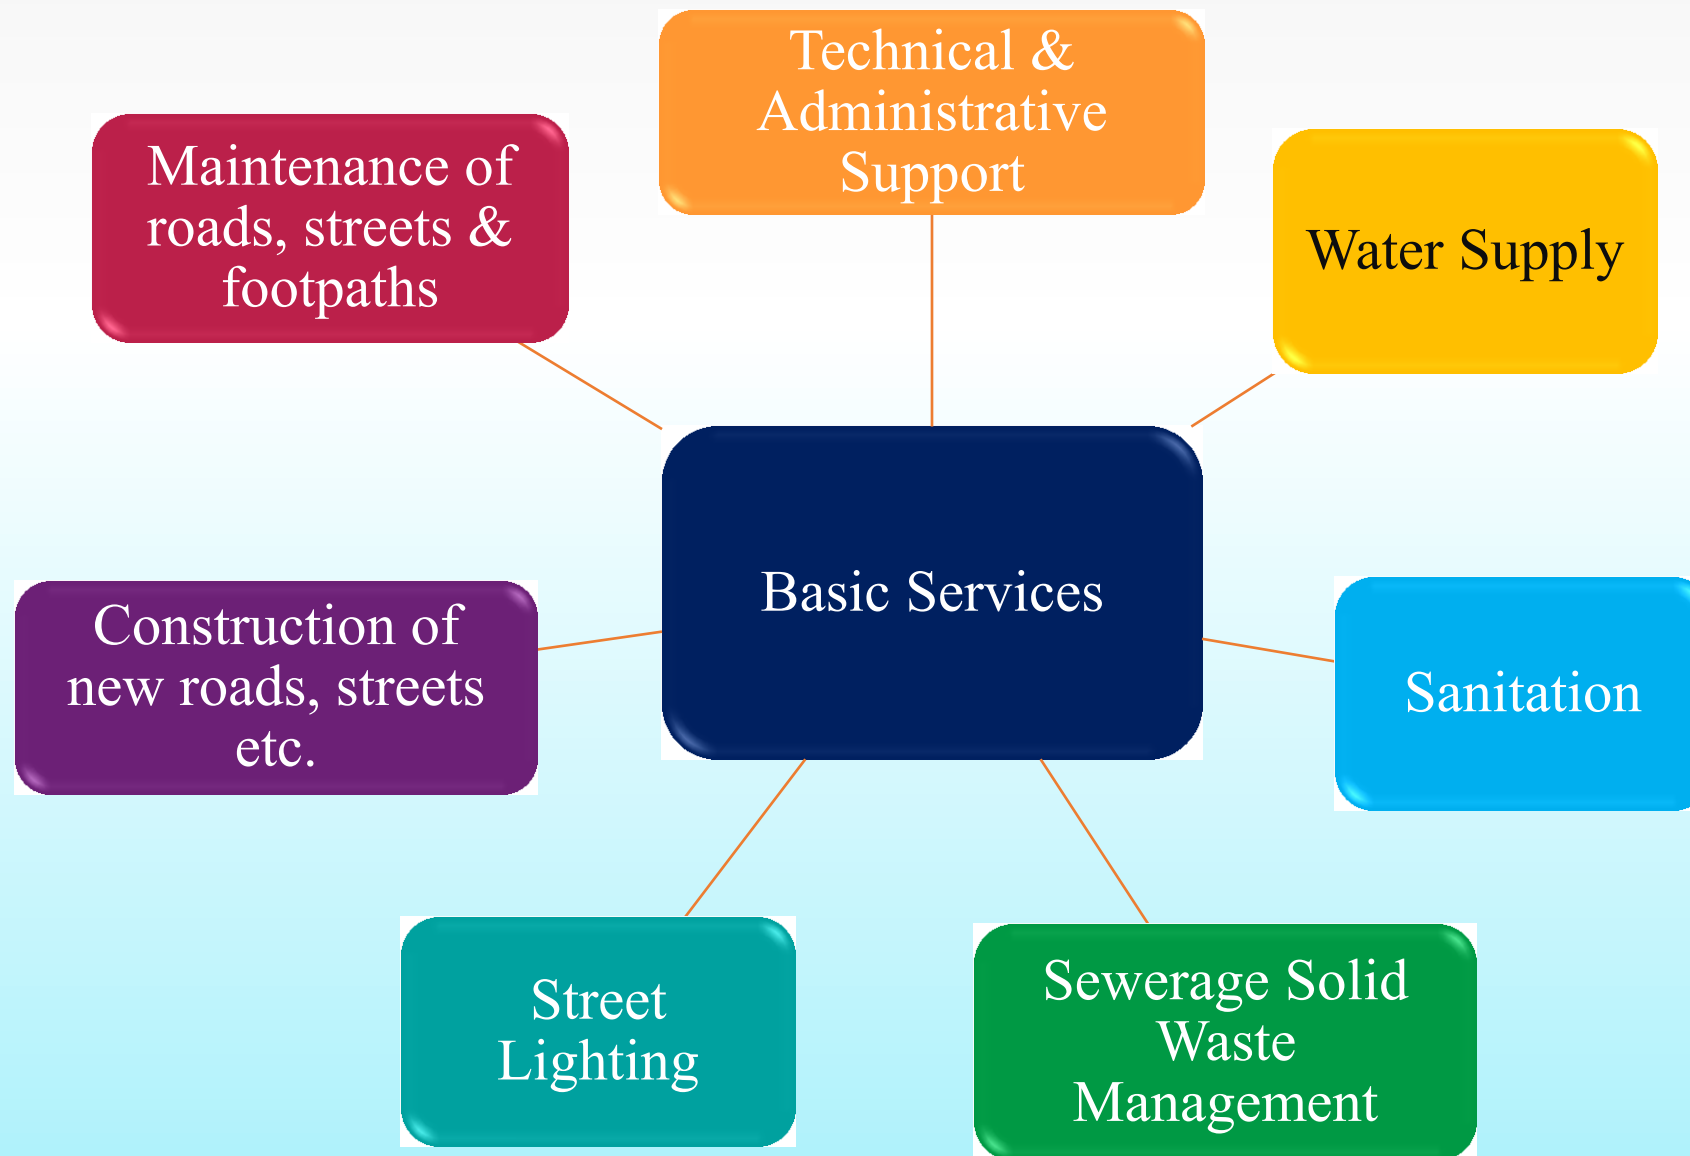 Technical &
Administrative
Support
Maintenance of
roads, streets &
footpaths
Water Supply
Basic Services
Construction of
new roads, streets
etc.
Sanitation
Street
Lighting
Sewerage Solid
Waste
Management